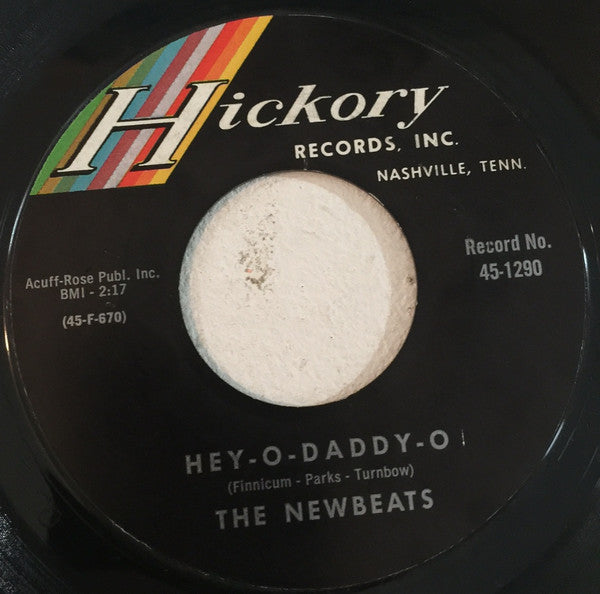 Hickory
RECORDS, INC.
NASHVILLE, TENN.
Acuff-Rose Publ. Inc.
BMI - 2:17
(45-F-670)
Record No.
45-1290
HEY-O-DADDY-O
(Finnicum - Parks - Turnbow)
THE NEWBEATS